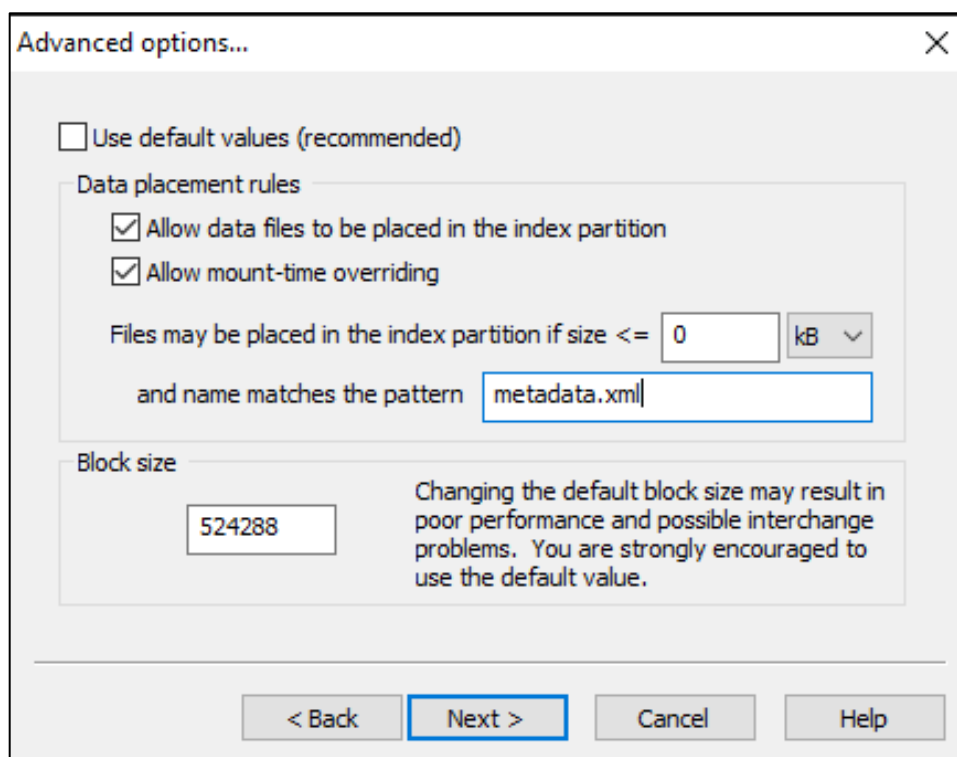 Advanced options...
Use default values (recommended)
Data placement rules
Allow data files to be placed in the index partition
Allow mount-time overriding
Files may be placed in the index partition if size <= 0 kB
and name matches the pattern metadata.xml
Block size
524288
Changing the default block size may result in
poor performance and possible interchange
problems. You are strongly encouraged to
use the default value.
< Back Next > Cancel Help